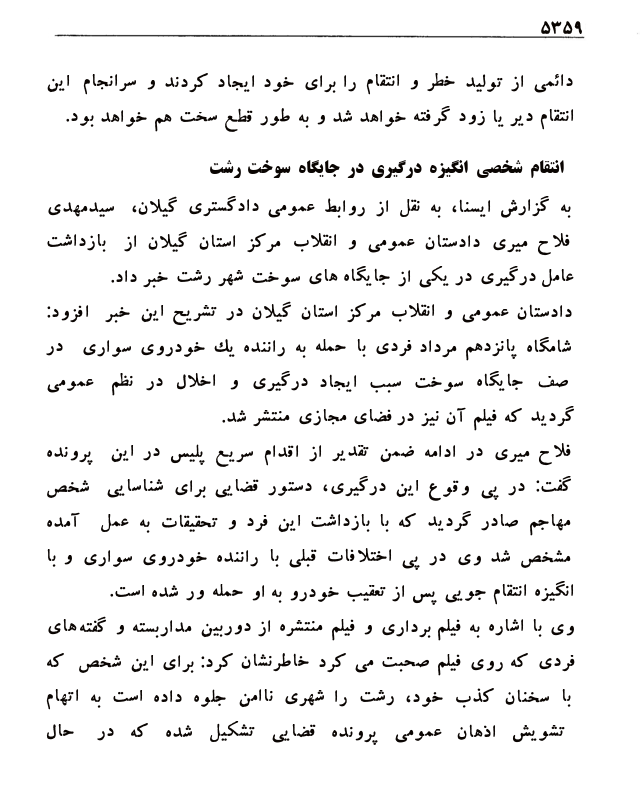 ۵۳۵۹
دائمی از تولید خطر و انتقام را برای خود ایجاد کردند و سرانجام این
انتقام دیر یا زود گرفته خواهد شد و به طور قطع سخت هم خواهد بود.
انتقام شخصی انگیزه درگیری در جایگاه سوخت رشت
به گزارش ایسنا، به نقل از روابط عمومی دادگستری گیلان، سیدمهدی
فلاح میری دادستان عمومی و انقلاب مرکز استان گیلان از بازداشت
عامل درگیری در یکی از جایگاه های سوخت شهر رشت خبر داد.
دادستان عمومی و انقلاب مرکز استان گیلان در تشریح این خبر افزود:
شامگاه پانزدهم مرداد فردی با حمله به راننده یك خودروی سواری در
صف جایگاه سوخت سبب ایجاد درگیری و اخلال در نظم عمومی
گردید که فیلم آن نیز در فضای مجازی منتشر شد.
فلاح میری در ادامه ضمن تقدیر از اقدام سریع پلیس در این پرونده
گفت: در پی وقوع این درگیری، دستور قضایی برای شناسایی شخص
مهاجم صادر گردید که با بازداشت این فرد و تحقیقات به عمل آمده
مشخص شد وی در پی اختلافات قبلی با راننده خودروی سواری و با
انگیزه انتقام جویی پس از تعقیب خودرو به او حمله ور شده است.
وی با اشاره به فیلم برداری و فیلم منتشره از دوربین مداربسته و گفته‌های
فردی که روی فیلم صحبت می کرد خاطرنشان کرد: برای این شخص که
با سخنان کذب خود، رشت را شهری ناامن جلوه داده است به اتهام
تشویش اذهان عمومی پرونده قضایی تشکیل شده که در حال